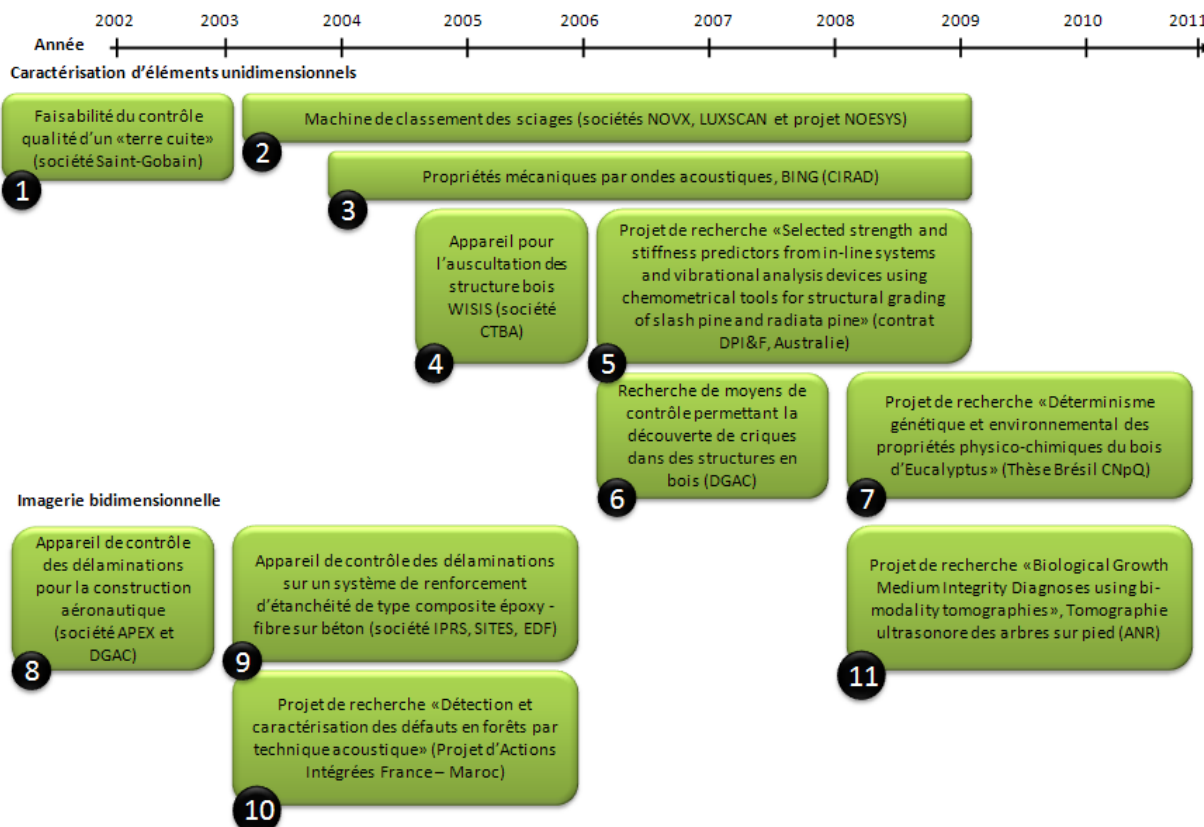 2002 2003 2004 2005 2006 2007 2008 2009 2010 2011
Année
Caractérisation d'éléments unidimensionnels
Faisabilité du contrôle
qualité d'un «terre cuite»
(société Saint-Gobain)
1
Machine de classement des sciages (sociétés NOVX, LUXSCAN et projet NOESYS)
2
Propriétés mécaniques par ondes acoustiques, BING (CIRAD)
3
Appareil pour
l'auscultation des
structure bois
WISIS (société
CTBA)
4
Projet de recherche «Selected strength and
stiffness predictors from in-line systems
and vibrational analysis devices using
chemometrical tools for structural grading
of slash pine and radiata pine» (contrat
DPI&F, Australie)
5
Recherche de moyens de
contrôle permettant la
découverte de criques
dans des structures en
bois (DGAC)
6
Projet de recherche «Déterminisme
génétique et environnemental des
propriétés physico-chimiques du bois
d'Eucalyptus» (Thèse Brésil CNpQ)
7
Imagerie bidimensionnelle
Appareil de contrôle
des délaminations
pour la construction
aéronautique
(société APEX et
DGAC)
8
Appareil de contrôle des délaminations
sur un système de renforcement
d'étanchéité de type composite époxy -
fibre sur béton (société IPRS, SITES, EDF)
9
Projet de recherche «Détection et
caractérisation des défauts en forêts par
technique acoustique» (Projet d'Actions
Intégrées France – Maroc)
10
Projet de recherche «Biological Growth
Medium Integrity Diagnoses using bi-
modality tomographies», Tomographie
ultrasonore des arbres sur pied (ANR)
11